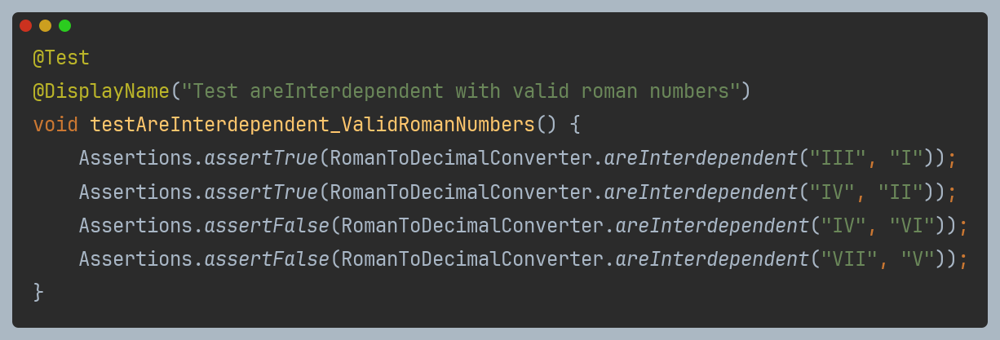 @Test
@DisplayName("Test areInterdependent with valid roman numbers")
void testAreInterdependent_ValidRomanNumbers() {
    Assertions.assertTrue(RomanToDecimalConverter.areInterdependent("III", "I"));
    Assertions.assertTrue(RomanToDecimalConverter.areInterdependent("IV", "II"));
    Assertions.assertFalse(RomanToDecimalConverter.areInterdependent("IV", "VI"));
    Assertions.assertFalse(RomanToDecimalConverter.areInterdependent("VII", "V"));
}